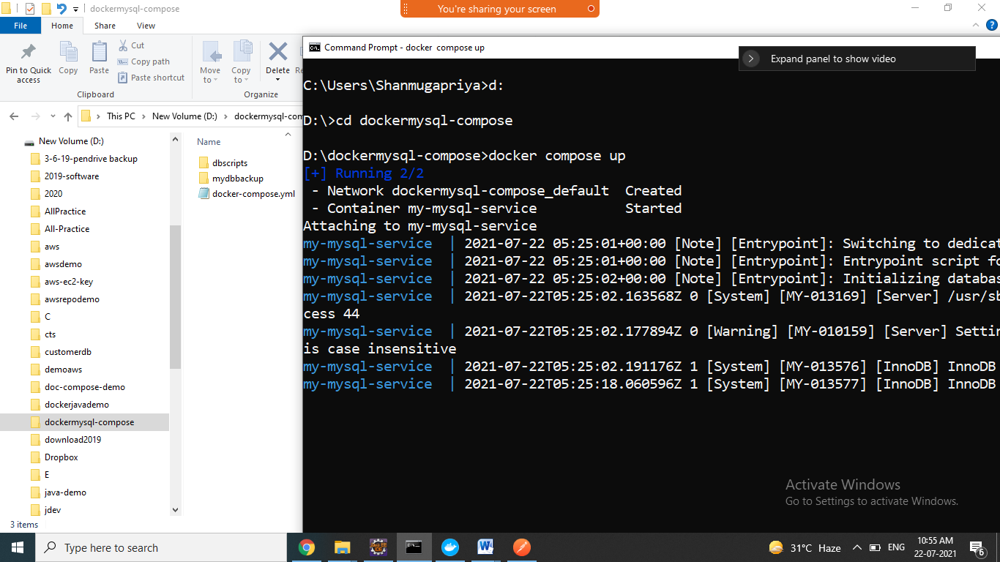 dockermysql-compose
You're sharing your screen
File
Home
Share
View
Pin to Quick access
Copy
Paste
Cut
Copy path
Paste shortcut
Move to
Copy to
Delete
Clipboard
Organize
This PC
New Volume (D:)
Command Prompt - docker compose up
Expand panel to show video
New Volume (D:)
3-6-19-pendrive backup
2019-software
2020
AllPractice
All-Practice
aws
awsdemo
aws-ec2-key
awsrepodemo
C
cts
customerdb
demoaws
doc-compose-demo
dockerjavademo
dockermysql-compose
download2019
Dropbox
E
java-demo
jdev
3 items
Name
dbscripts
mydbbackup
docker-compose.yml
C:\Users\Shanmugapriya>d:
D:\>cd dockermysql-compose
D:\dockermysql-compose>docker compose up
[+] Running 2/2
- Network dockermysql-compose_default Created
- Container my-mysql-service Started
Attaching to my-mysql-service
my-mysql-service | 2021-07-22 05:25:01+00:00 [Note] [Entrypoint]: Switching to dedicat
my-mysql-service | 2021-07-22 05:25:01+00:00 [Note] [Entrypoint]: Entrypoint script fo
my-mysql-service | 2021-07-22 05:25:02+00:00 [Note] [Entrypoint]: Initializing databas
my-mysql-service | 2021-07-22T05:25:02.163568Z 0 [System] [MY-013169] [Server] /usr/sb
cess 44
my-mysql-service | 2021-07-22T05:25:02.177894Z 0 [Warning] [MY-010159] [Server] Settin
is case insensitive
my-mysql-service | 2021-07-22T05:25:02.191176Z 1 [System] [MY-013576] [InnoDB] InnoDB
my-mysql-service | 2021-07-22T05:25:18.060596Z 1 [System] [MY-013577] [InnoDB] InnoDB
Activate Windows
Go to Settings to activate Windows.
Type here to search
31°C Haze
ENG
10:55 AM
22-07-2021
6